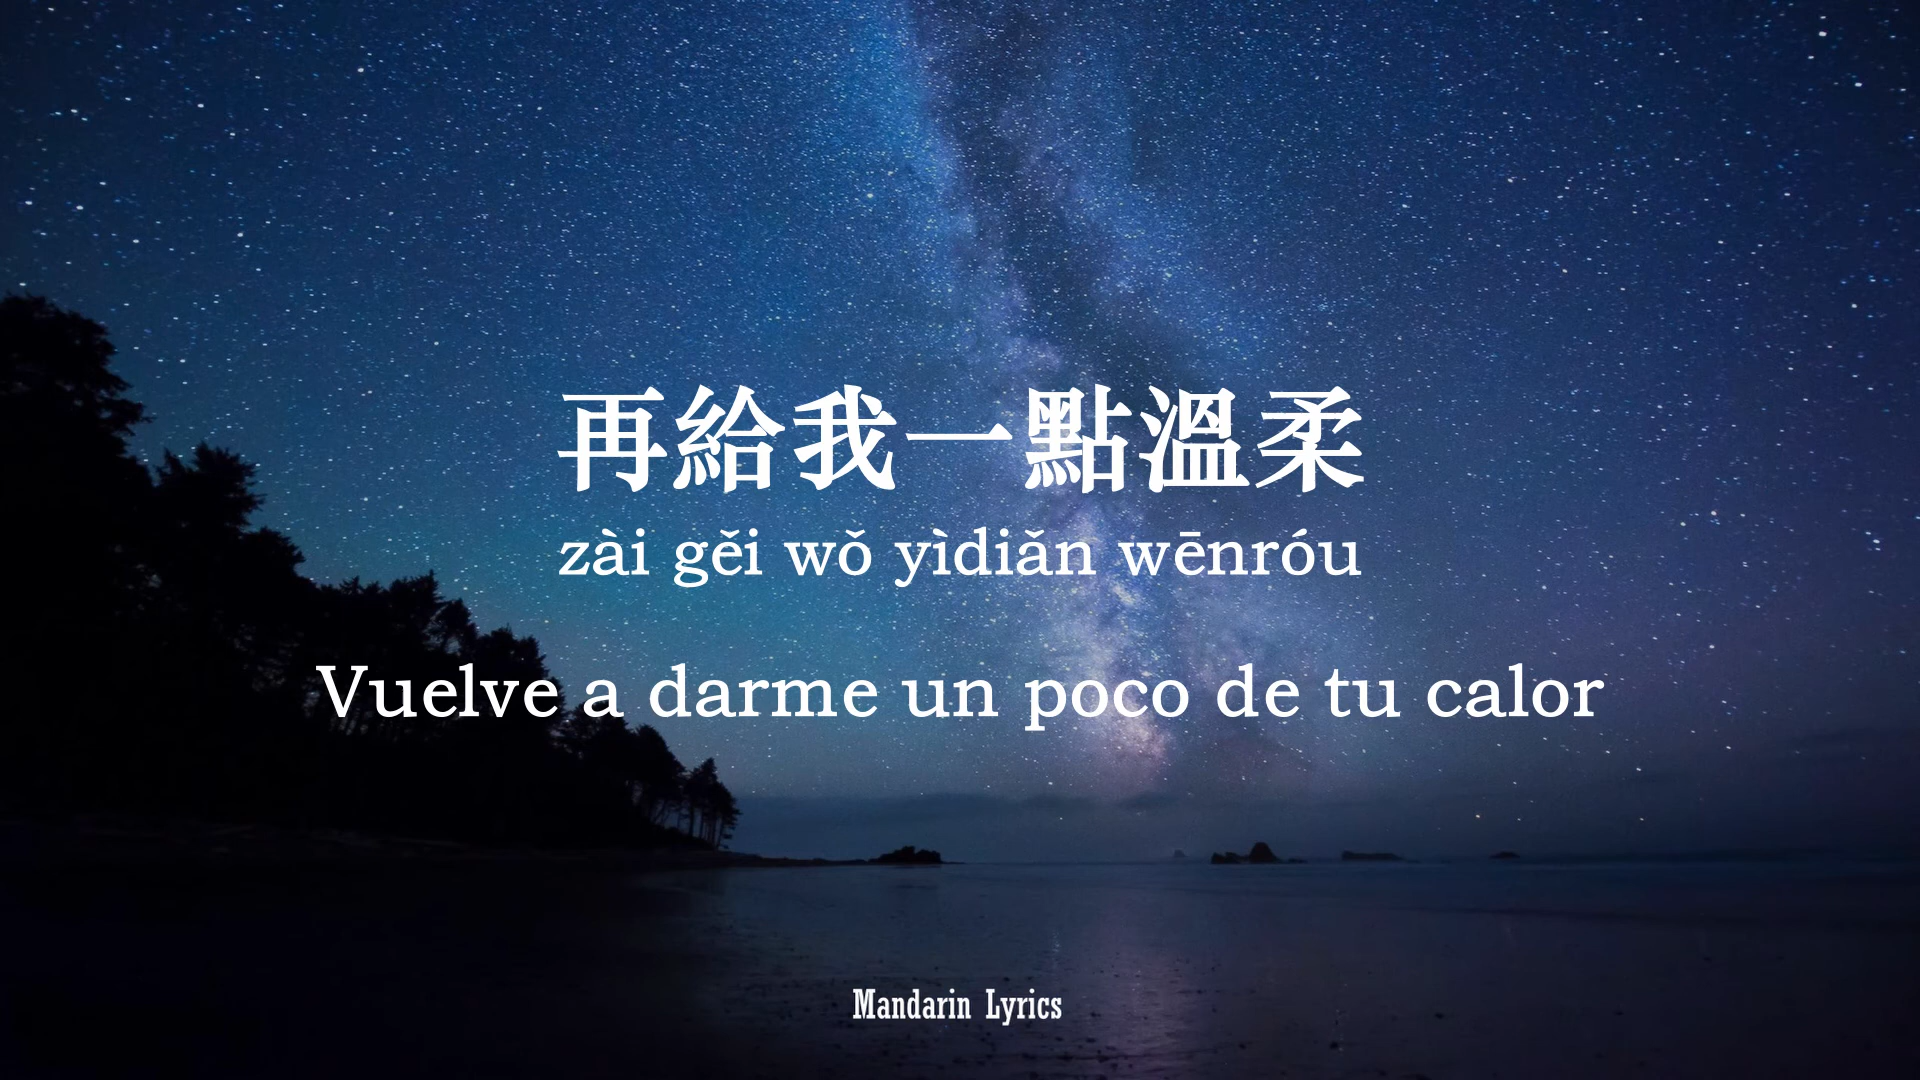 再給我一點溫柔
zài gěi wǒ yìdiǎn wēnróu
Vuelve a darme un poco de tu calor
Mandarin Lyrics